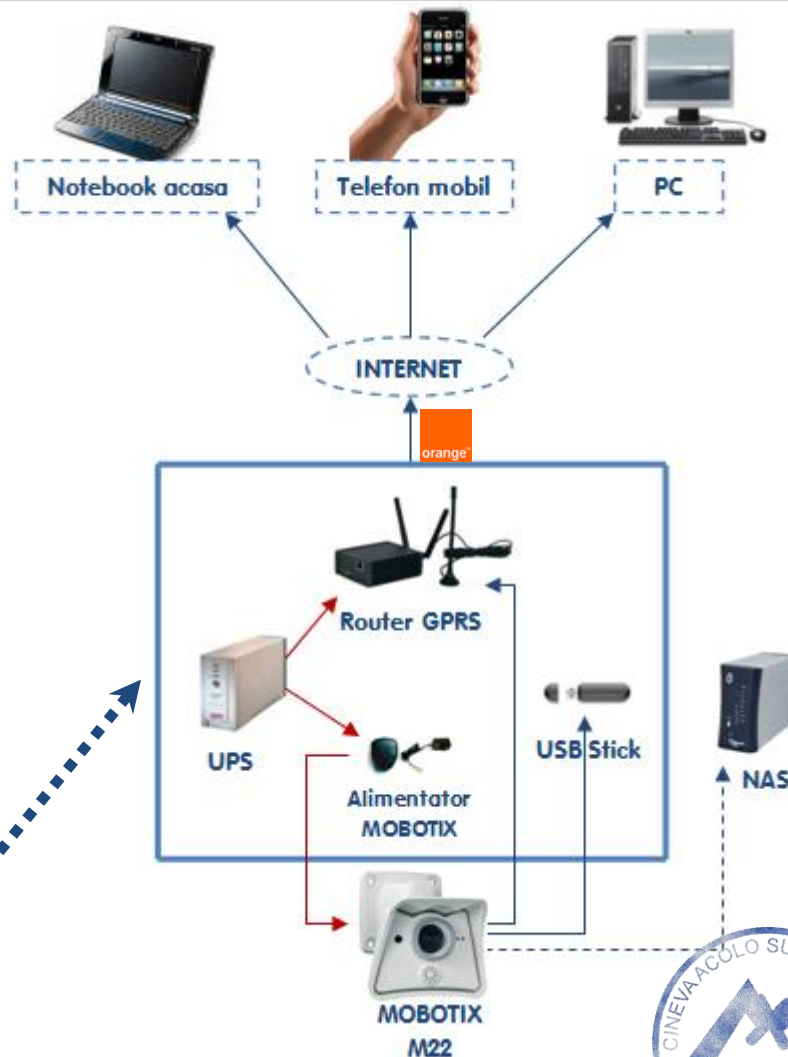 Notebook acasa
Telefon mobil
PC
INTERNET
orange™
Router GPRS
UPS
USB Stick
NAS
Alimentator
MOBOTIX
MOBOTIX
M22
CINEVA ACOLO SU